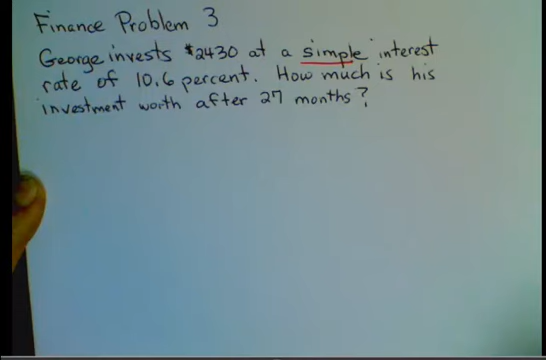 Finance Problem 3
George invests $2430 at a simple interest
rate of 10.6 percent. How much is his
investment worth after 27 months?